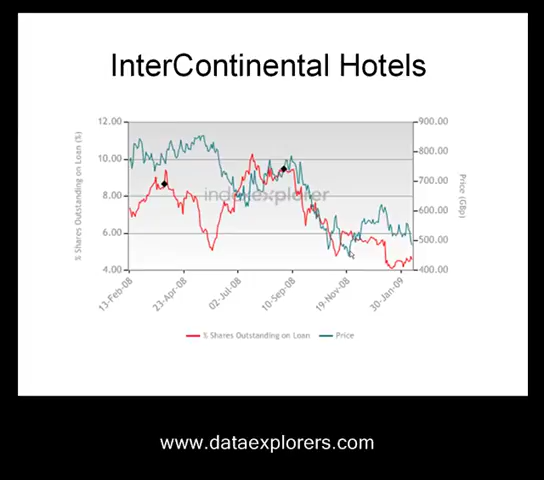 InterContinental Hotels
12.00
10.00
8.00
6.00
4.00
% Shares Outstanding on Loan (%)
900.00
800.00
700.00
600.00
500.00
400.00
Price (GBp)
indexexplorer
13-Feb-08
23-Apr-08
02-Jul-08
10-Sep-08
19-Nov-08
30-Jan-09
% Shares Outstanding on Loan
Price
www.dataexplorers.com